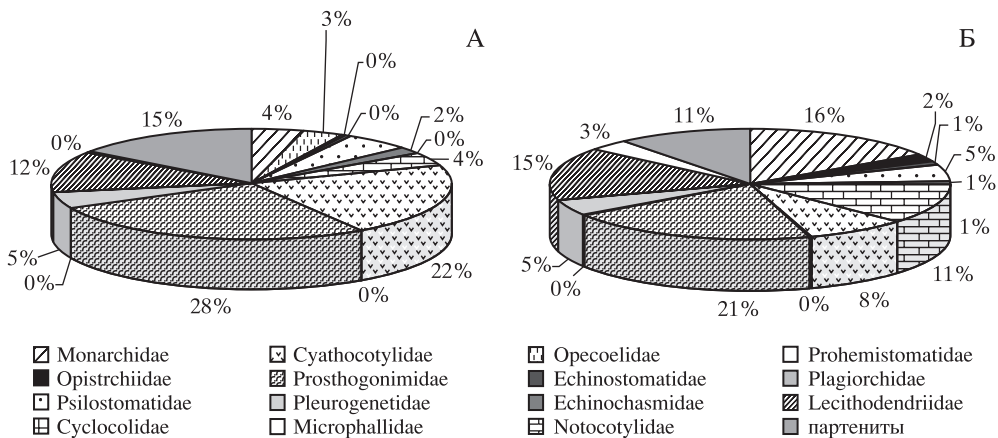 А
Б
3%
0%
15%
4%
0%
2%
0%
0%
4%
12%
5%
0%
28%
0%
22%
11%
16%
2%
1%
3%
5%
1%
15%
1%
5%
0%
21%
0%
8%
11%
Monarchidae
Cyathocotylidae
Opecoelidae
Prohemistomatidae
Opistrchiidae
Prosthogonimidae
Echinostomatidae
Plagiorchidae
Psilostomatidae
Pleurogenetidae
Echinochasmidae
Lecithodendriidae
Cyclocolidae
Microphallidae
Notocotylidae
партениты